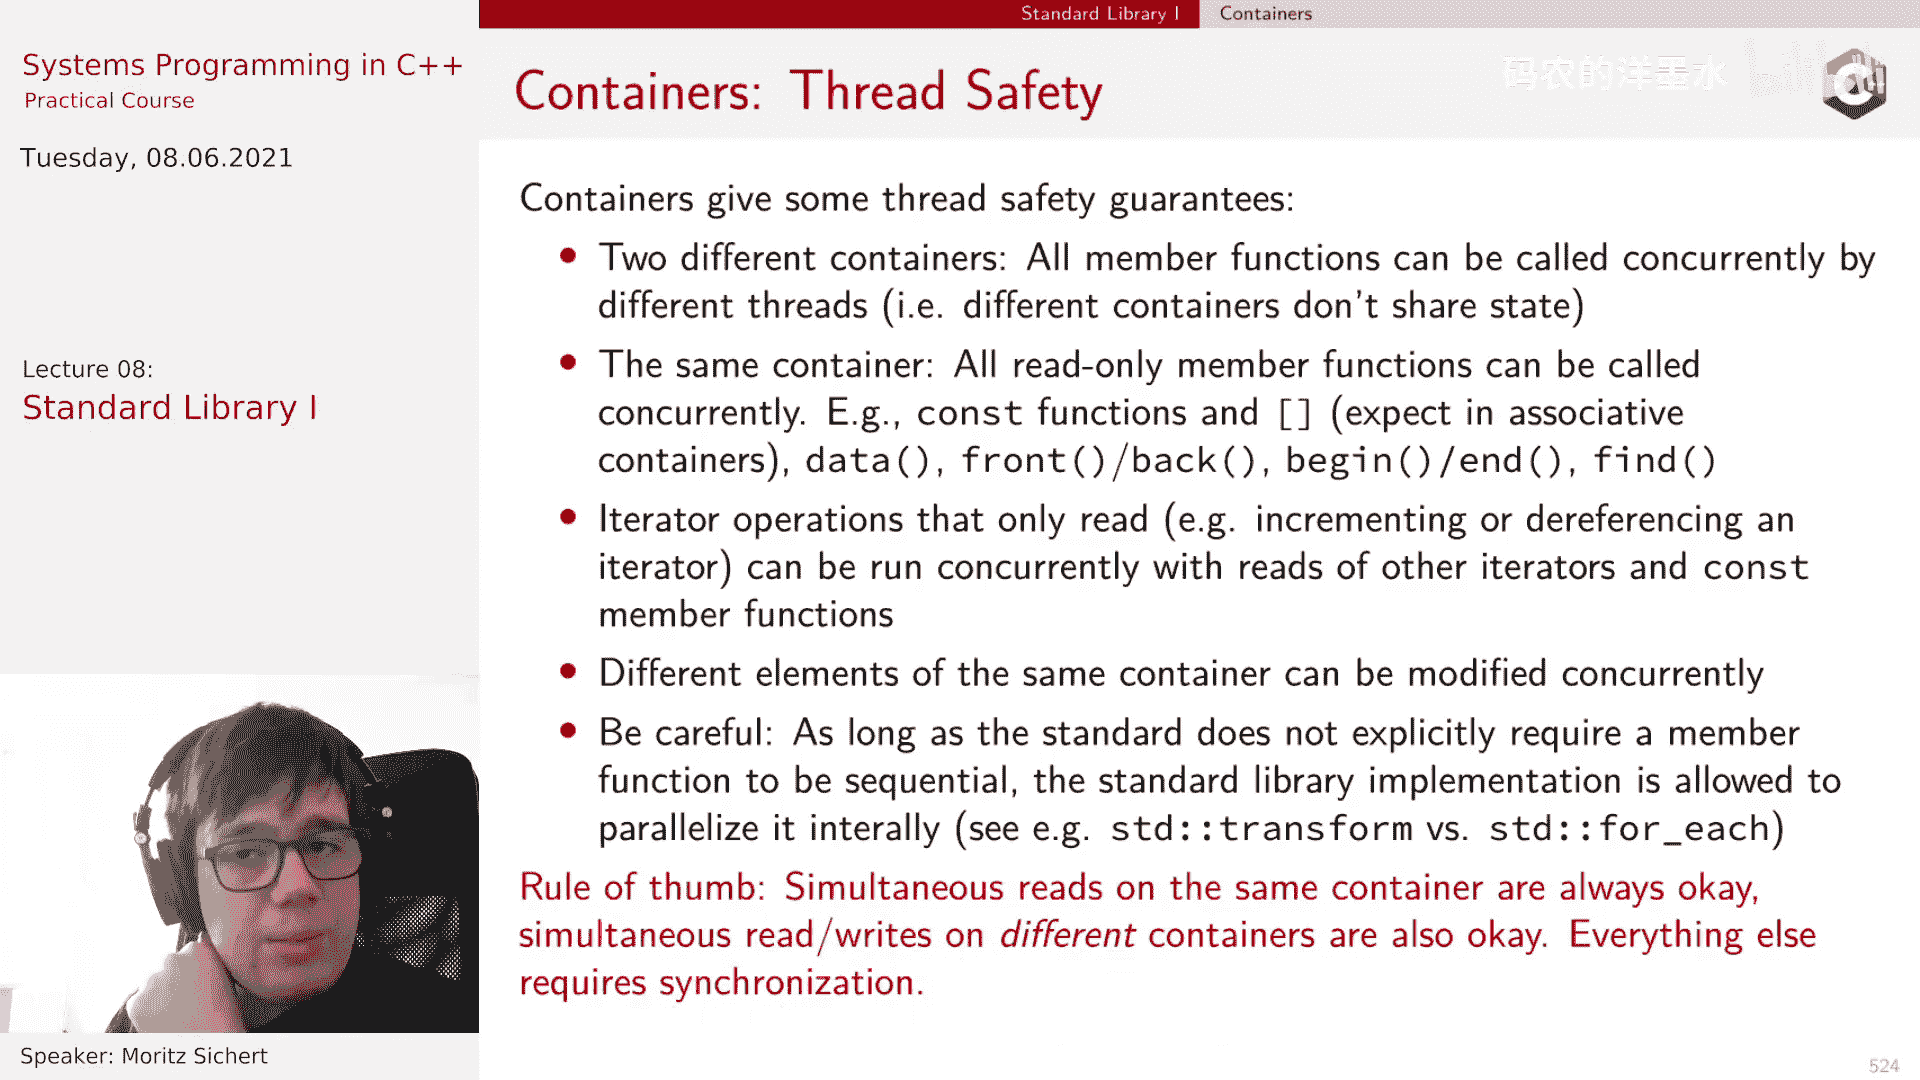 Standard Library I Containers
Systems Programming in C++
Practical Course
Tuesday, 08.06.2021
Lecture 08:
Standard Library I
Speaker: Moritz Sichert
Containers: Thread Safety
码农的洋墨水
Containers give some thread safety guarantees:
Two different containers: All member functions can be called concurrently by
different threads (i.e. different containers don't share state)
The same container: All read-only member functions can be called
concurrently. E.g., const functions and [] (expect in associative
containers), data(), front()/back(), begin()/end(), find()
Iterator operations that only read (e.g. incrementing or dereferencing an
iterator) can be run concurrently with reads of other iterators and const
member functions
Different elements of the same container can be modified concurrently
Be careful: As long as the standard does not explicitly require a member
function to be sequential, the standard library implementation is allowed to
parallelize it interally (see e.g. std::transform vs. std::for_each)
Rule of thumb: Simultaneous reads on the same container are always okay,
simultaneous read/writes on different containers are also okay. Everything else
requires synchronization.
524